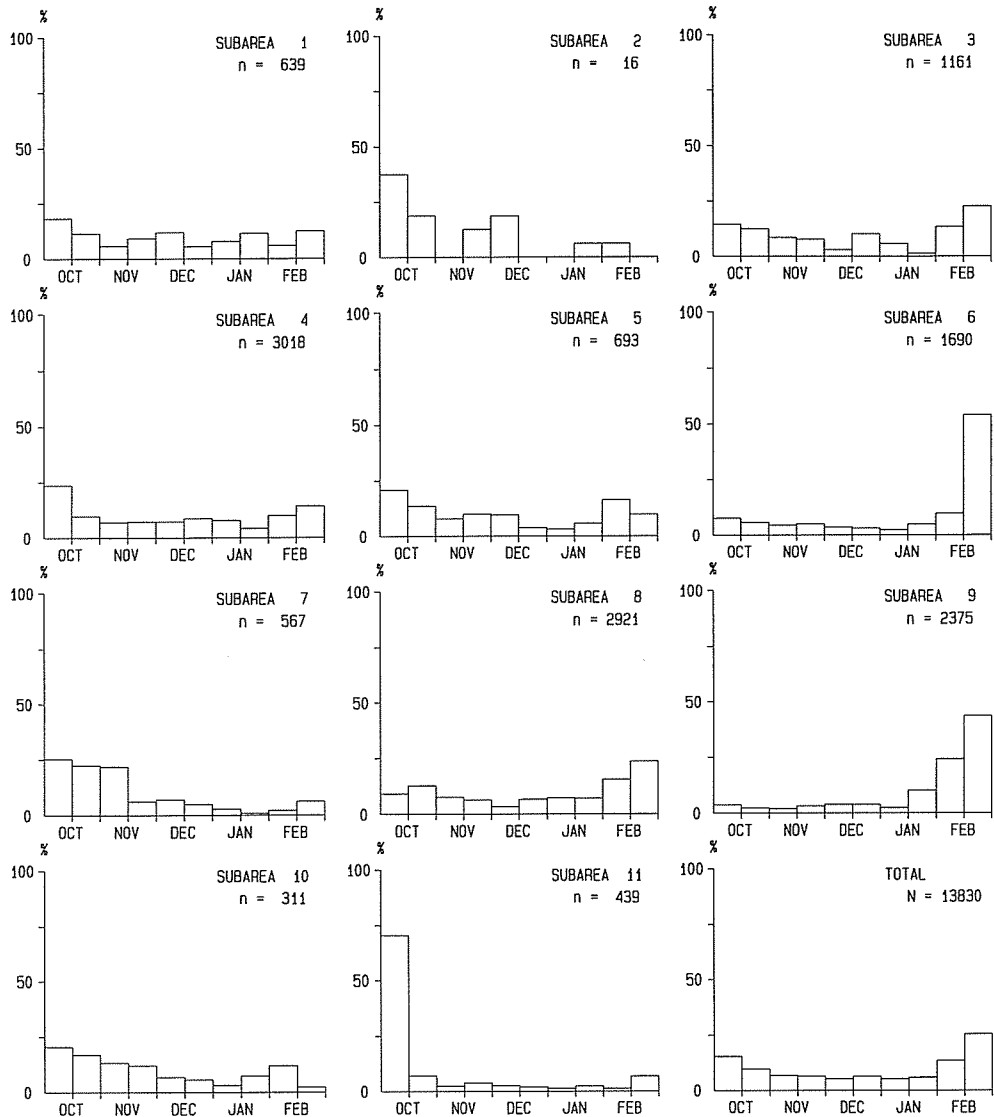 %
100
50
0
SUBAREA 1
n = 639
OCT NOV DEC JAN FEB
%
100
50
0
SUBAREA 2
n = 16
OCT NOV DEC JAN FEB
%
100
50
0
SUBAREA 3
n = 1161
OCT NOV DEC JAN FEB
%
100
50
0
SUBAREA 4
n = 3018
OCT NOV DEC JAN FEB
%
100
50
0
SUBAREA 5
n = 693
OCT NOV DEC JAN FEB
%
100
50
0
SUBAREA 6
n = 1690
OCT NOV DEC JAN FEB
%
100
50
0
SUBAREA 7
n = 567
OCT NOV DEC JAN FEB
%
100
50
0
SUBAREA 8
n = 2921
OCT NOV DEC JAN FEB
%
100
50
0
SUBAREA 9
n = 2375
OCT NOV DEC JAN FEB
%
100
50
0
SUBAREA 10
n = 311
OCT NOV DEC JAN FEB
%
100
50
0
SUBAREA 11
n = 439
OCT NOV DEC JAN FEB
%
100
50
0
TOTAL
N = 13830
OCT NOV DEC JAN FEB